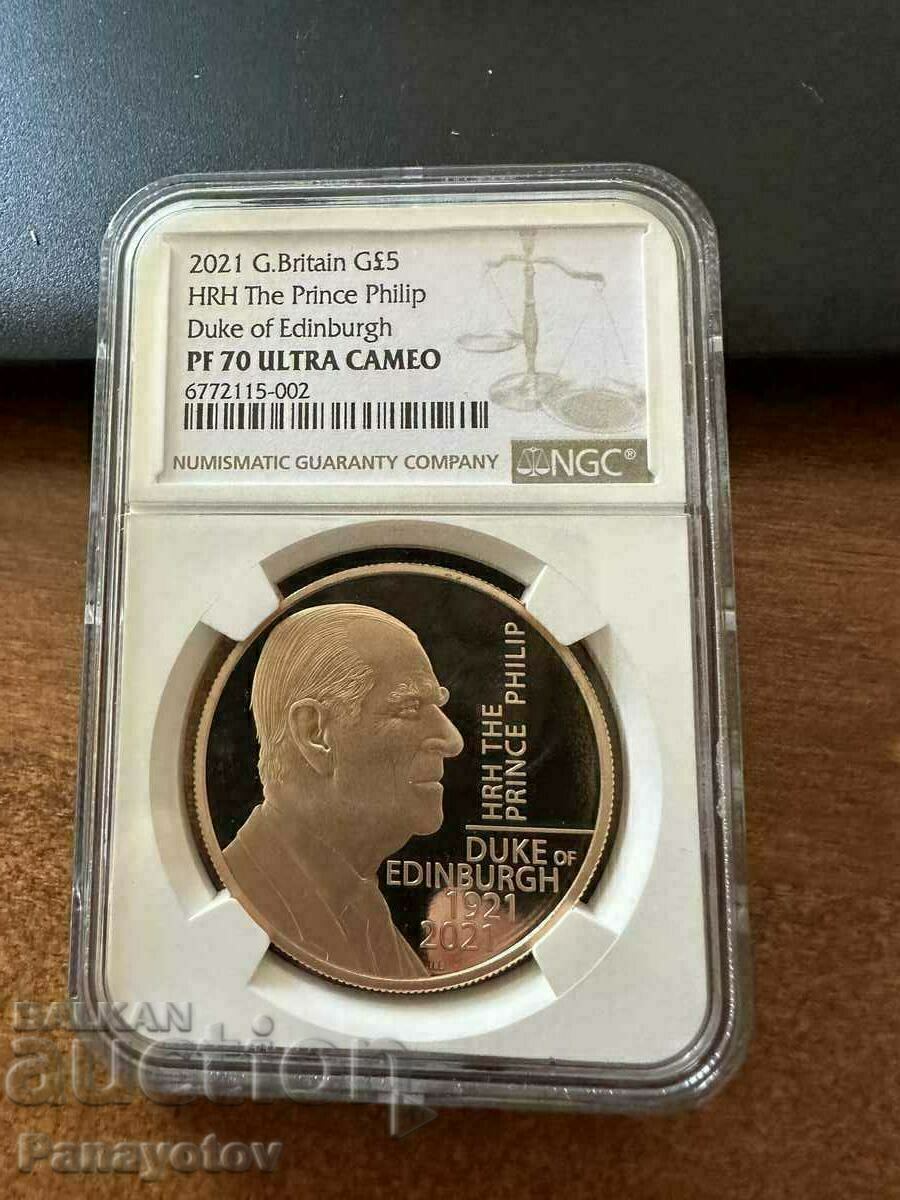 2021 G.Britain G£5
HRH The Prince Philip
Duke of Edinburgh
PF 70 ULTRA CAMEO
6772115-002
NUMISMATIC GUARANTY COMPANY
NGC®
HRH THE
PRINCE PHILIP
DUKE OF
EDINBURGH
1921
2021
BALKAN
auction
Panayotov